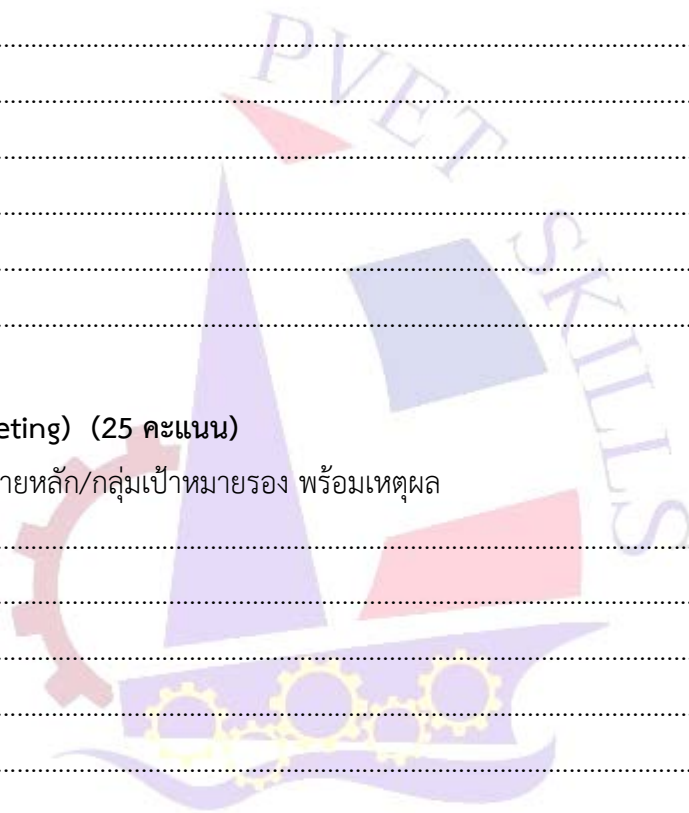 PVET SKILLS
eting) (25 คะแนน)
ายหลัก/กลุ่มเป้าหมายรอง พร้อมเหตุผล